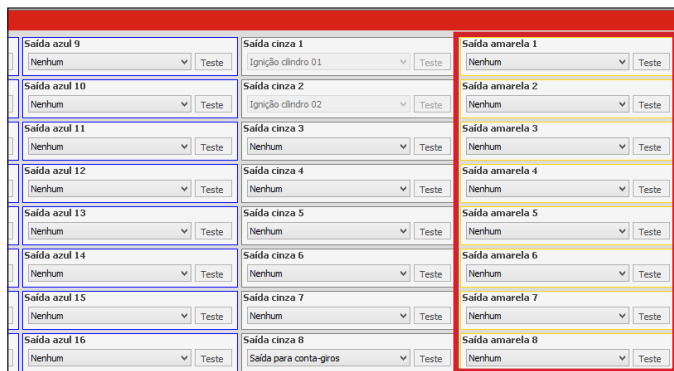 Saída azul 9 Saída cinza 1 Saída amarela 1
Nenhum Teste Ignição cilindro 01 Teste Nenhum Teste
Saída azul 10 Saída cinza 2 Saída amarela 2
Nenhum Teste Ignição cilindro 02 Teste Nenhum Teste
Saída azul 11 Saída cinza 3 Saída amarela 3
Nenhum Teste Nenhum Teste Nenhum Teste
Saída azul 12 Saída cinza 4 Saída amarela 4
Nenhum Teste Nenhum Teste Nenhum Teste
Saída azul 13 Saída cinza 5 Saída amarela 5
Nenhum Teste Nenhum Teste Nenhum Teste
Saída azul 14 Saída cinza 6 Saída amarela 6
Nenhum Teste Nenhum Teste Nenhum Teste
Saída azul 15 Saída cinza 7 Saída amarela 7
Nenhum Teste Nenhum Teste Nenhum Teste
Saída azul 16 Saída cinza 8 Saída amarela 8
Nenhum Teste Saída para conta-giros Teste Nenhum Teste